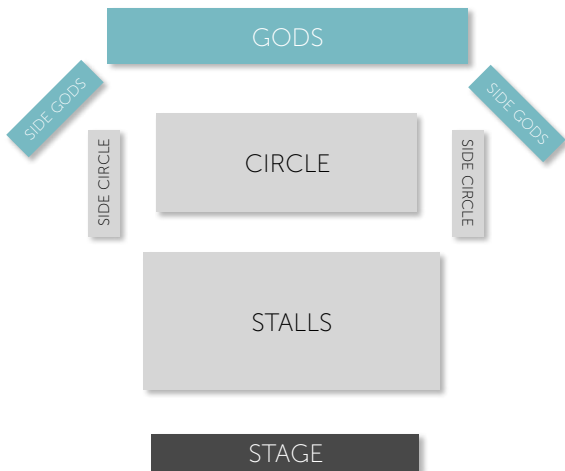 GODS
SIDE GODS
SIDE GODS
SIDE CIRCLE
CIRCLE
SIDE CIRCLE
STALLS
STAGE